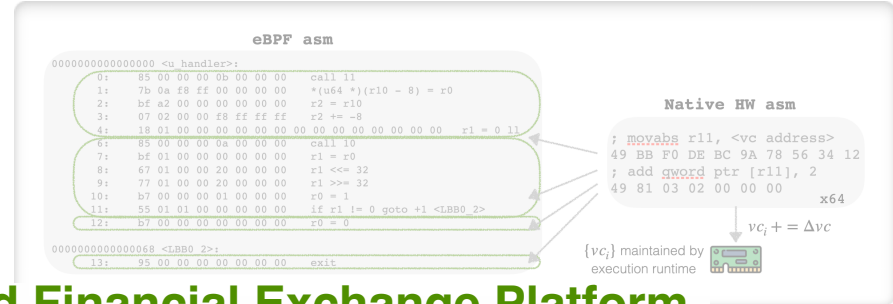 eBPF asm
0000000000000000 <u_handler>:
0: 85 00 00 00 0b 00 00 00 call 11
1: 7b 0a f8 ff 00 00 00 00 *(u64 *)(r10 - 8) = r0
2: bf a2 00 00 00 00 00 00 r2 = r10
3: 07 02 00 00 f8 ff ff ff r2 += -8
4: 18 01 00 00 00 00 00 00 00 00 00 00 00 00 00 00 r1 = 0 ll
6: 85 00 00 00 0a 00 00 00 call 10
7: bf 01 00 00 00 00 00 00 r1 = r0
8: 67 01 00 00 20 00 00 00 r1 <<= 32
9: 77 01 00 00 20 00 00 00 r1 >>= 32
10: b7 00 00 00 01 00 00 00 r0 = 1
11: 55 01 01 00 00 00 00 00 if r1 != 0 goto +1 <LBB0_2>
12: b7 00 00 00 00 00 00 00 r0 = 0
0000000000000068 <LBB0_2>:
13: 95 00 00 00 00 00 00 00 exit
Native HW asm
; movabs r11, <vc address>
49 BB F0 DE BC 9A 78 56 34 12
; add qword ptr [r11], 2
49 81 03 02 00 00 00
x64
vcᵢ += Δvc
{vcᵢ} maintained by
execution runtime
d Financial Exchange Platform